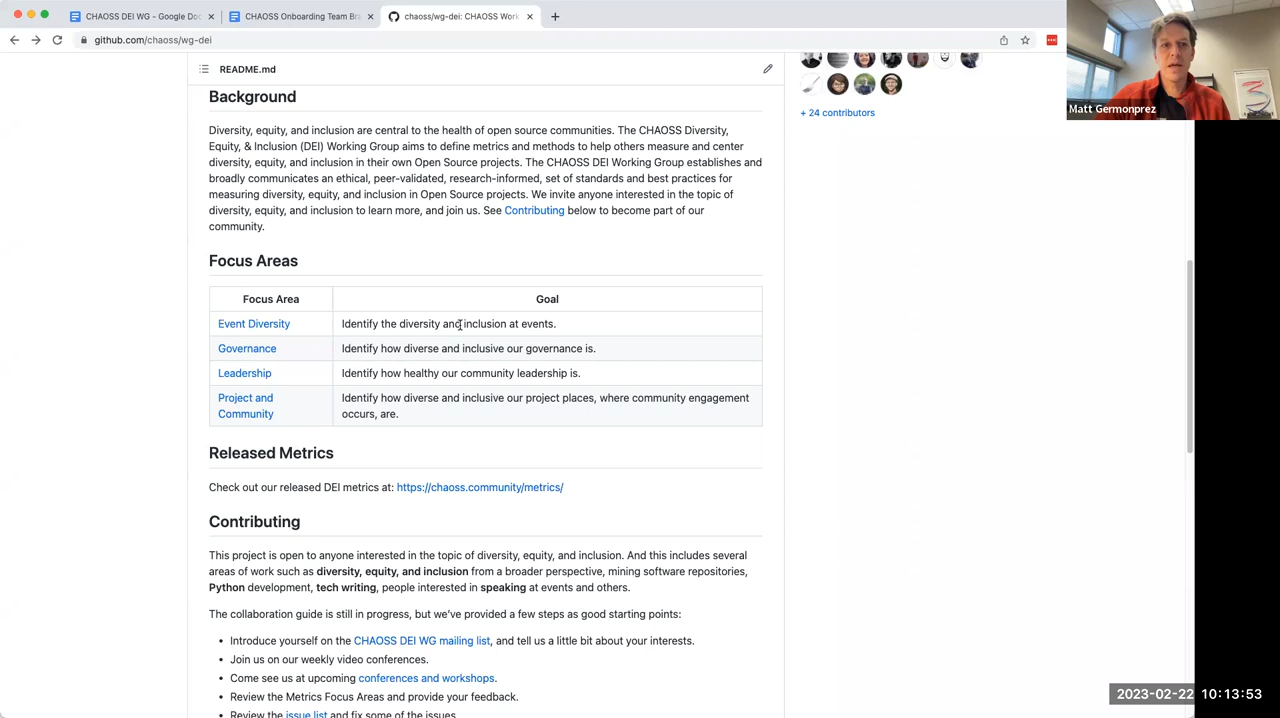 CHAOSS DEI WG - Google Doc
CHAOSS Onboarding Team Bra
chaoss/wg-dei: CHAOSS Work
github.com/chaoss/wg-dei
README.md
Background
Diversity, equity, and inclusion are central to the health of open source communities. The CHAOSS Diversity,
Equity, & Inclusion (DEI) Working Group aims to define metrics and methods to help others measure and center
diversity, equity, and inclusion in their own Open Source projects. The CHAOSS DEI Working Group establishes and
broadly communicates an ethical, peer-validated, research-informed, set of standards and best practices for
measuring diversity, equity, and inclusion in Open Source projects. We invite anyone interested in the topic of
diversity, equity, and inclusion to learn more, and join us. See Contributing below to become part of our
community.
Focus Areas
Focus Area Goal
Event Diversity Identify the diversity and inclusion at events.
Governance Identify how diverse and inclusive our governance is.
Leadership Identify how healthy our community leadership is.
Project and Identify how diverse and inclusive our project places, where community engagement
Community occurs, are.
Released Metrics
Check out our released DEI metrics at: https://chaoss.community/metrics/
Contributing
This project is open to anyone interested in the topic of diversity, equity, and inclusion. And this includes several
areas of work such as diversity, equity, and inclusion from a broader perspective, mining software repositories,
Python development, tech writing, people interested in speaking at events and others.
The collaboration guide is still in progress, but we've provided a few steps as good starting points:
• Introduce yourself on the CHAOSS DEI WG mailing list, and tell us a little bit about your interests.
• Join us on our weekly video conferences.
• Come see us at upcoming conferences and workshops.
• Review the Metrics Focus Areas and provide your feedback.
• Review the issue list and fix some of the issues.
+ 24 contributors
Matt Germonprez
2023-02-22 10:13:53